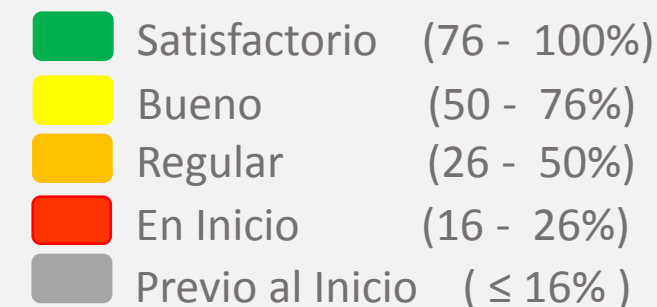 Satisfactorio (76 - 100%)
Bueno (50 - 76%)
Regular (26 - 50%)
En Inicio (16 - 26%)
Previo al Inicio ( ≤ 16% )